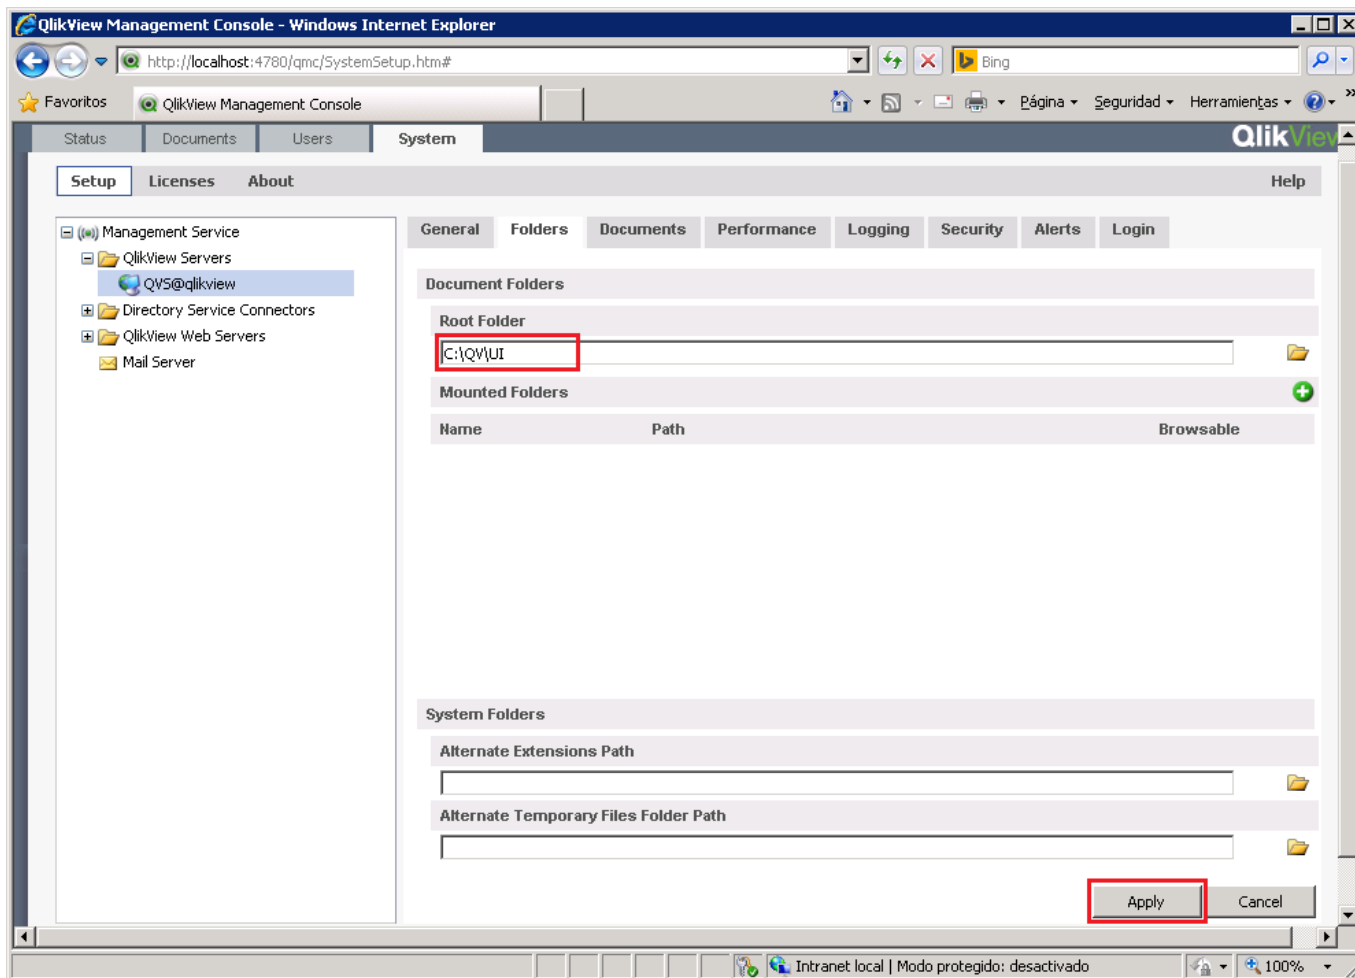 QlikView Management Console - Windows Internet Explorer
http://localhost:4780/qmc/SystemSetup.htm#
Bing
Favoritos
QlikView Management Console
Página
Seguridad
Herramientas
Status
Documents
Users
System
QlikView
Setup
Licenses
About
Help
Management Service
QlikView Servers
QVS@qlikview
Directory Service Connectors
QlikView Web Servers
Mail Server
General
Folders
Documents
Performance
Logging
Security
Alerts
Login
Document Folders
Root Folder
C:\QV\UI
Mounted Folders
Name
Path
Browsable
System Folders
Alternate Extensions Path
Alternate Temporary Files Folder Path
Apply
Cancel
Intranet local | Modo protegido: desactivado
100%